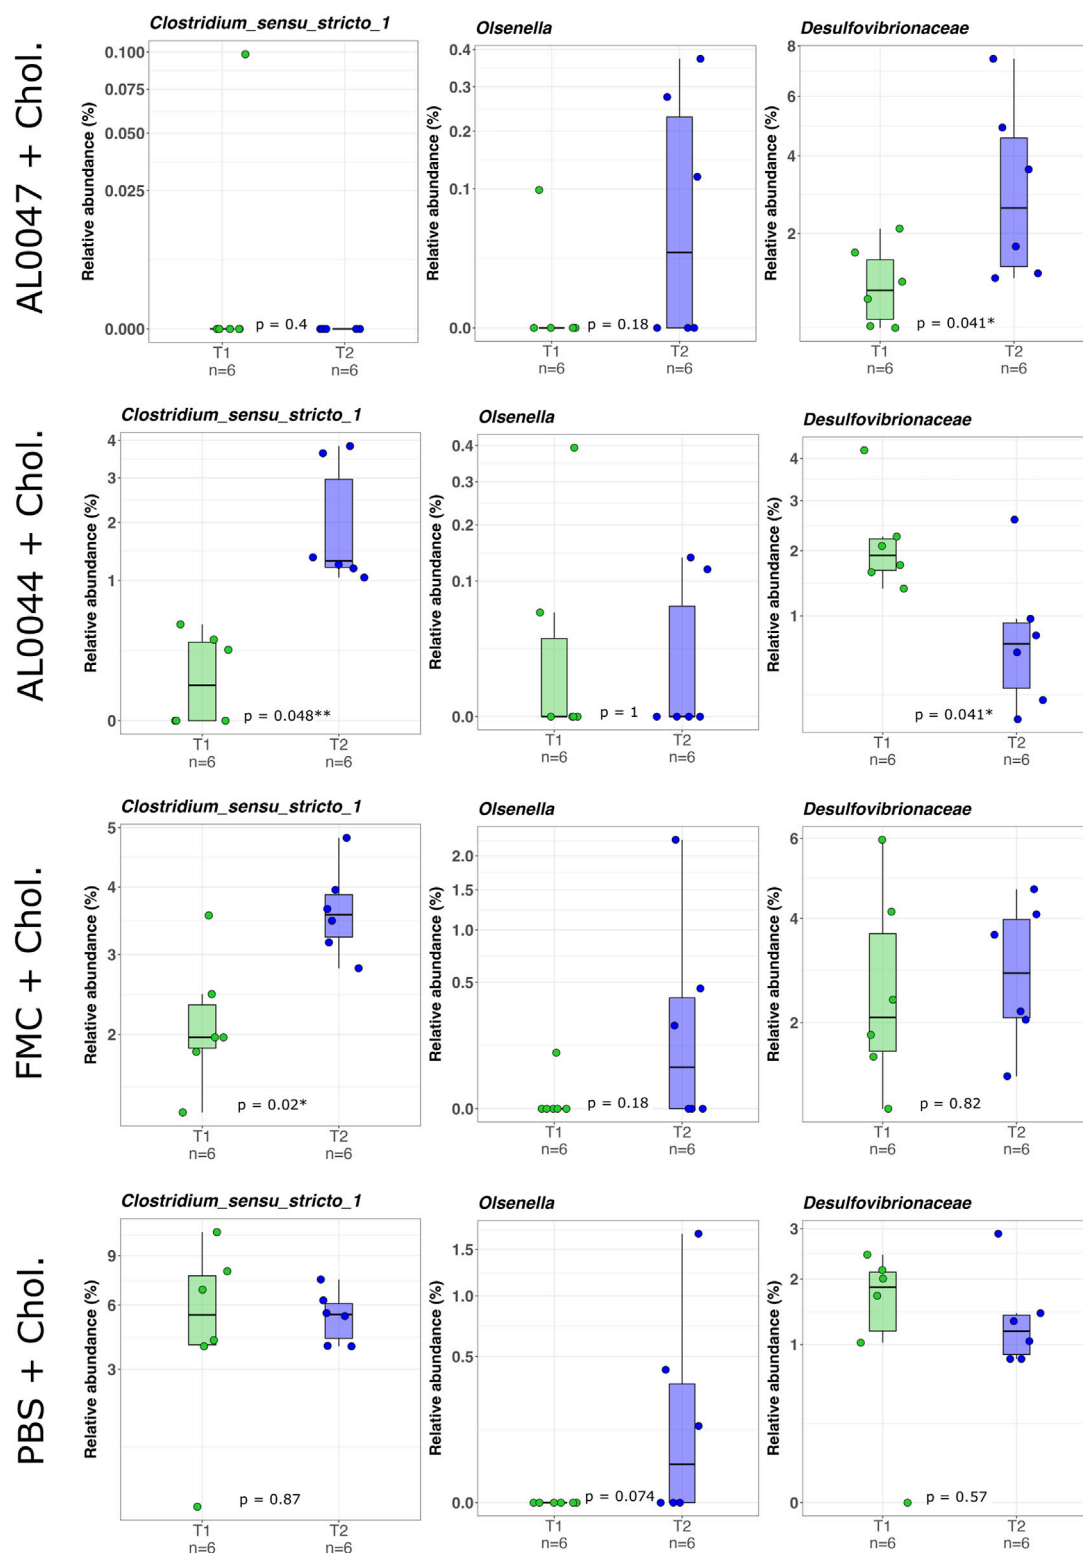 AL0047 + Chol.
Clostridium_sensu_stricto_1
Relative abundance (%)
0.100
0.075
0.050
0.025
0.000
p = 0.4
T1
n=6
T2
n=6
Olsenella
Relative abundance (%)
0.4
0.3
0.2
0.1
0.0
p = 0.18
T1
n=6
T2
n=6
Desulfovibrionaceae
Relative abundance (%)
8
6
4
2
p = 0.041*
T1
n=6
T2
n=6
AL0044 + Chol.
Clostridium_sensu_stricto_1
Relative abundance (%)
4
3
2
1
0
p = 0.048**
T1
n=6
T2
n=6
Olsenella
Relative abundance (%)
0.4
0.3
0.2
0.1
0.0
p = 1
T1
n=6
T2
n=6
Desulfovibrionaceae
Relative abundance (%)
4
3
2
1
p = 0.041*
T1
n=6
T2
n=6
FMC + Chol.
Clostridium_sensu_stricto_1
Relative abundance (%)
5
4
3
2
p = 0.02*
T1
n=6
T2
n=6
Olsenella
Relative abundance (%)
2.0
1.5
1.0
0.5
0.0
p = 0.18
T1
n=6
T2
n=6
Desulfovibrionaceae
Relative abundance (%)
6
4
2
p = 0.82
T1
n=6
T2
n=6
PBS + Chol.
Clostridium_sensu_stricto_1
Relative abundance (%)
9
6
3
p = 0.87
T1
n=6
T2
n=6
Olsenella
Relative abundance (%)
1.5
1.0
0.5
0.0
p = 0.074
T1
n=6
T2
n=6
Desulfovibrionaceae
Relative abundance (%)
3
2
1
0
p = 0.57
T1
n=6
T2
n=6